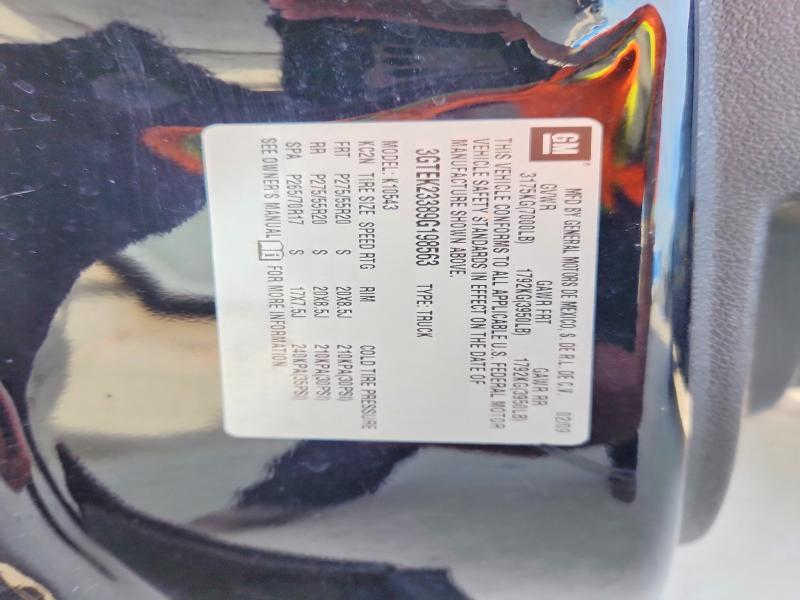 GM
MFD BY GENERAL MOTORS DE MEXICO, S. DE R.L. DE C.V. 02/09
GVWR GAWR FRT GAWR RR
3175KG(7000LB) 1792KG(3950LB) 1792KG(3950LB)
THIS VEHICLE CONFORMS TO ALL APPLICABLE U.S. FEDERAL MOTOR
VEHICLE SAFETY STANDARDS IN EFFECT ON THE DATE OF
MANUFACTURE SHOWN ABOVE.
3GTEK23339G198563 TYPE: TRUCK
MODEL: K10543
KC2N TIRE SIZE SPEED RTG RIM COLD TIRE PRESSURE
FRT P275/55R20 S 20X8.5J 210KPA(30PSI)
RR P275/55R20 S 20X8.5J 210KPA(30PSI)
SPA P265/70R17 S 17X7.5J 240KPA(35PSI)
SEE OWNER'S MANUAL FOR MORE INFORMATION